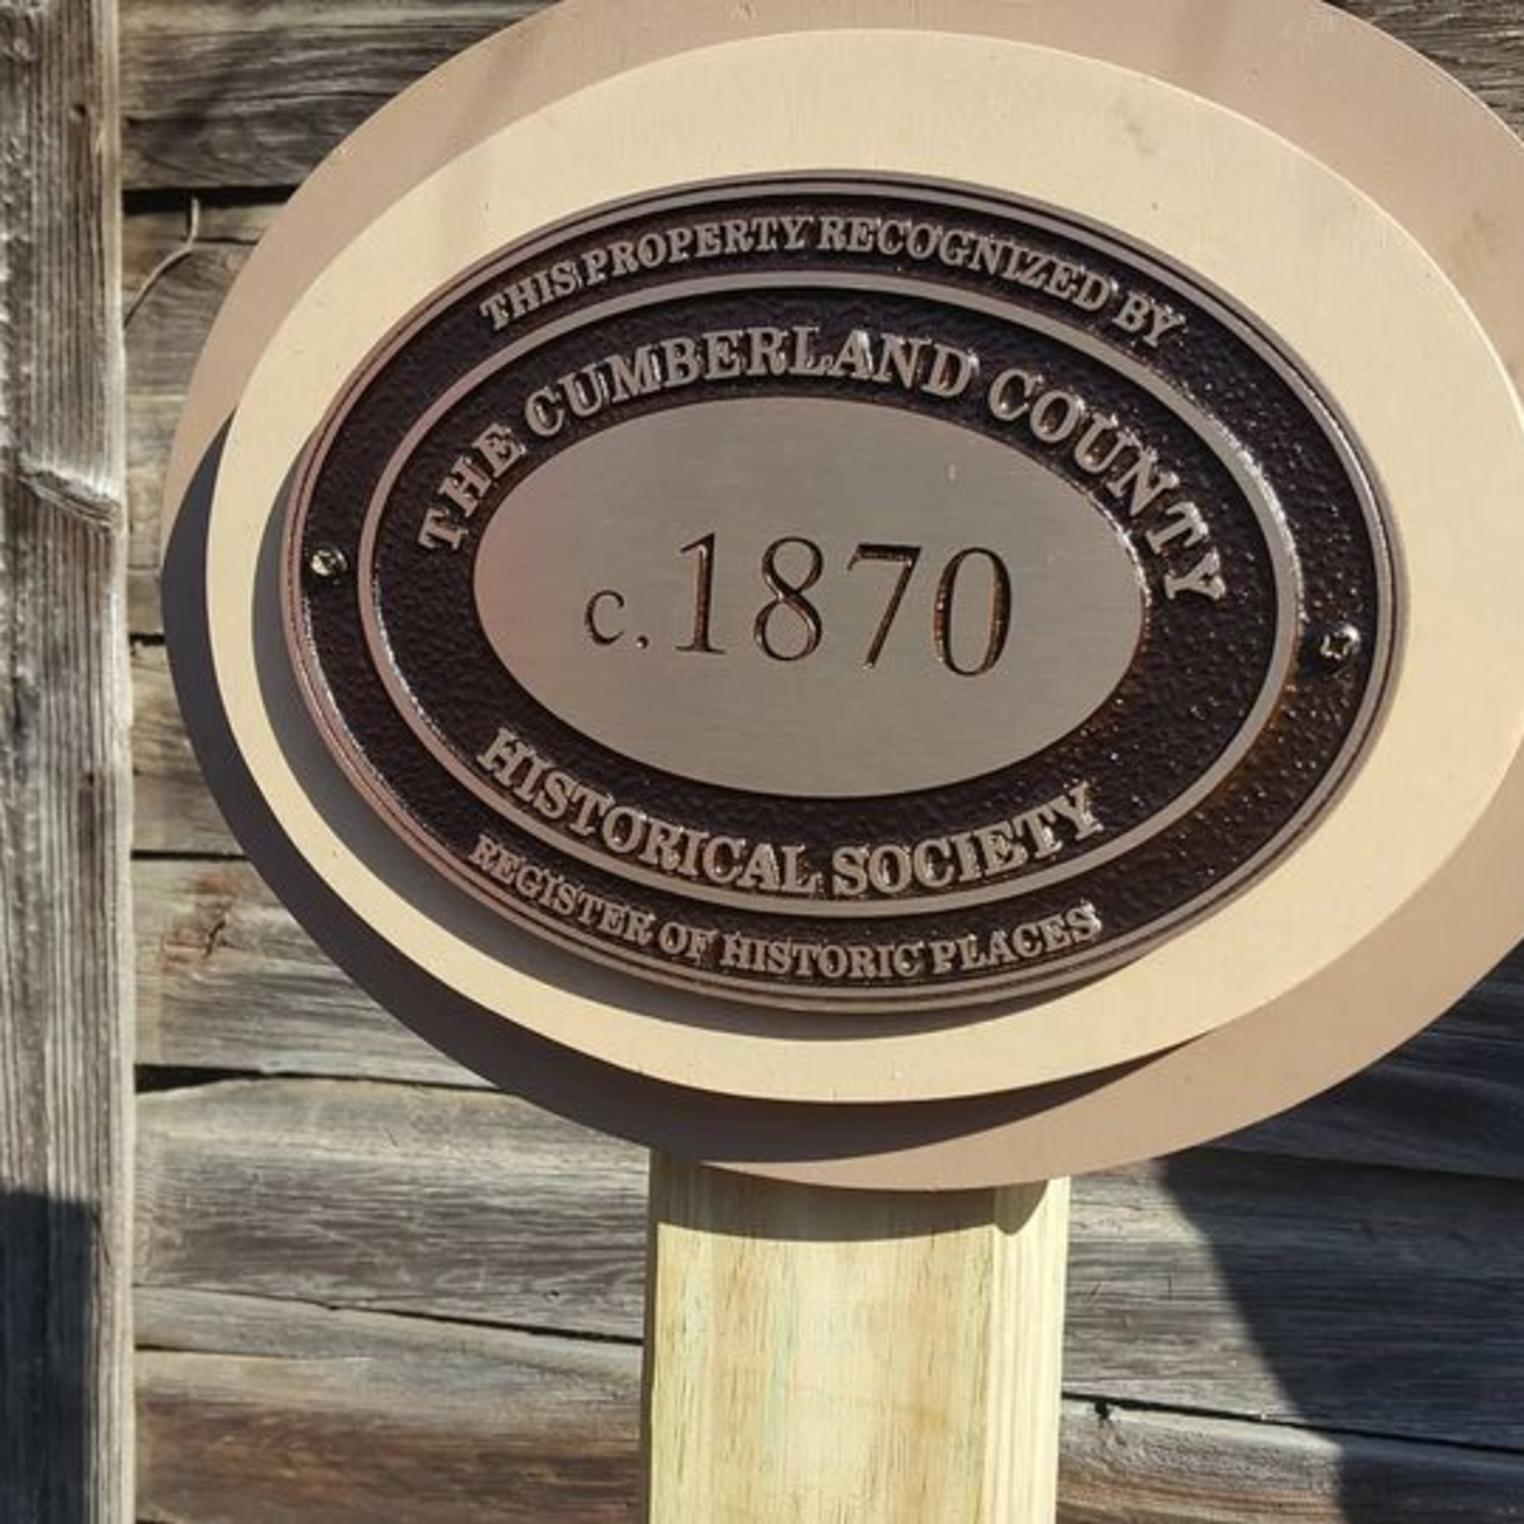 THIS PROPERTY RECOGNIZED BY
THE CUMBERLAND COUNTY
c.1870
HISTORICAL SOCIETY
REGISTER OF HISTORIC PLACES